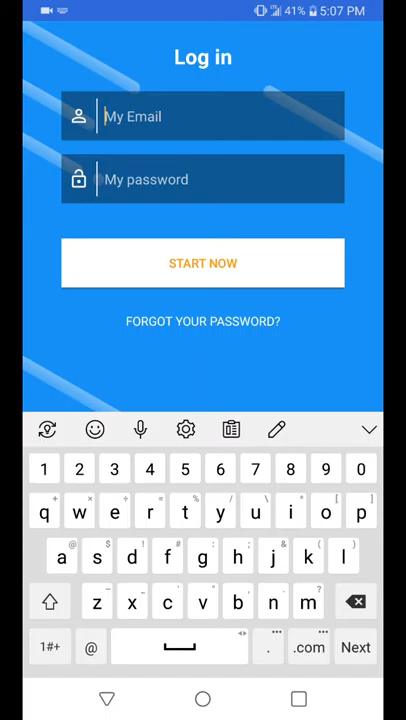 41% 5:07 PM
Log in
My Email
My password
START NOW
FORGOT YOUR PASSWORD?
1 2 3 4 5 6 7 8 9 0
q w e r t y u i o p
a s d f g h j k l
z x c v b n m
1#+ @ . .com Next